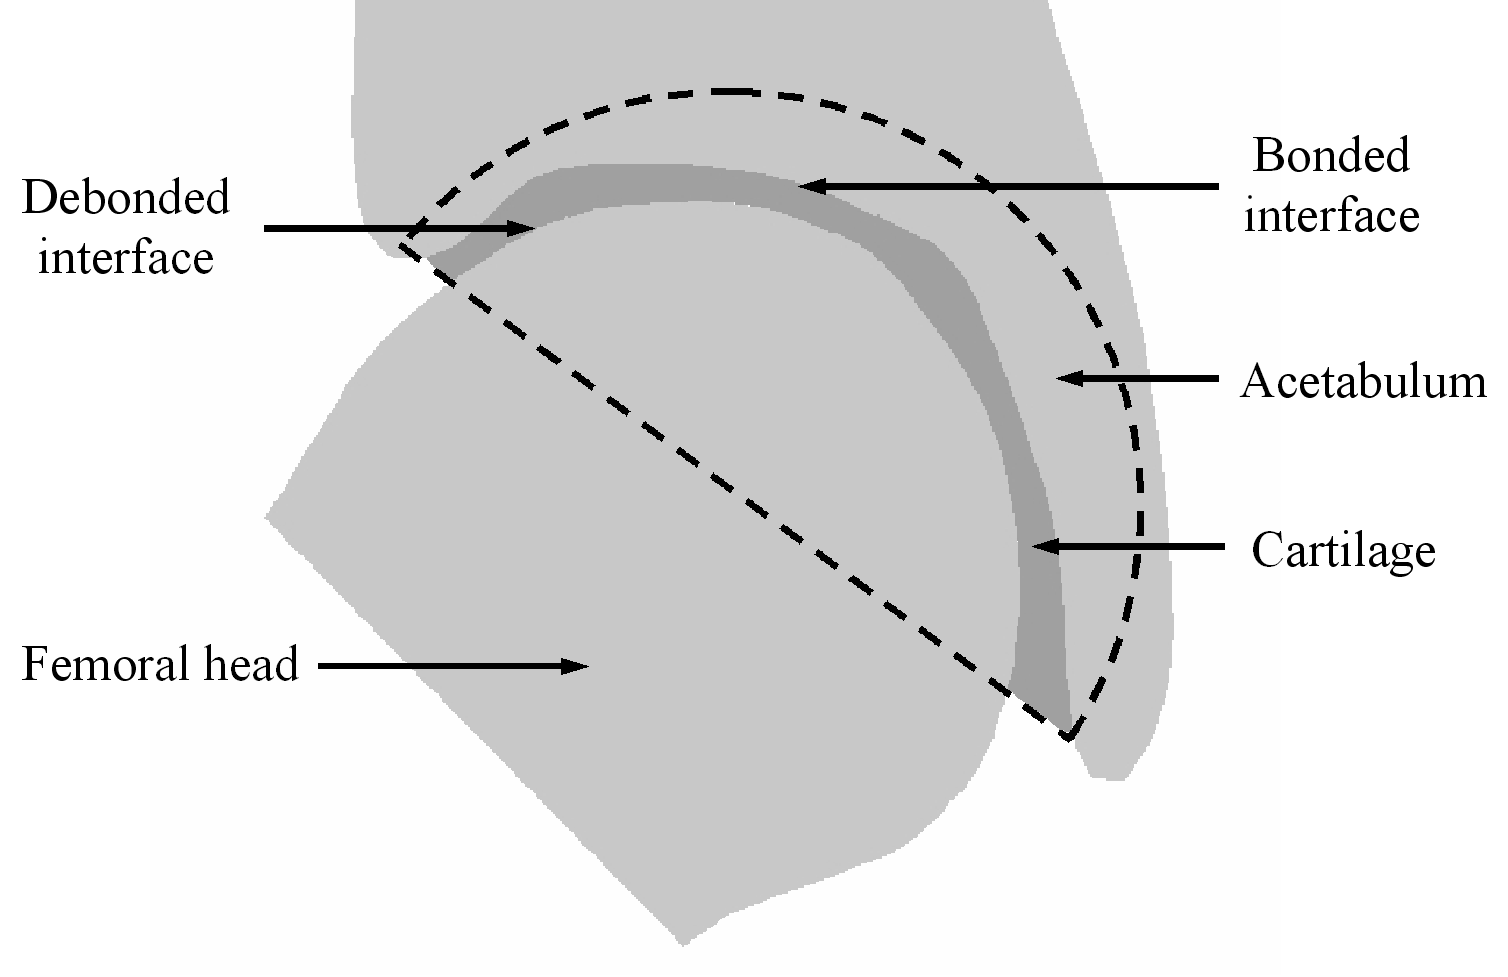 Debonded
interface
Bonded
interface
Acetabulum
Cartilage
Femoral head